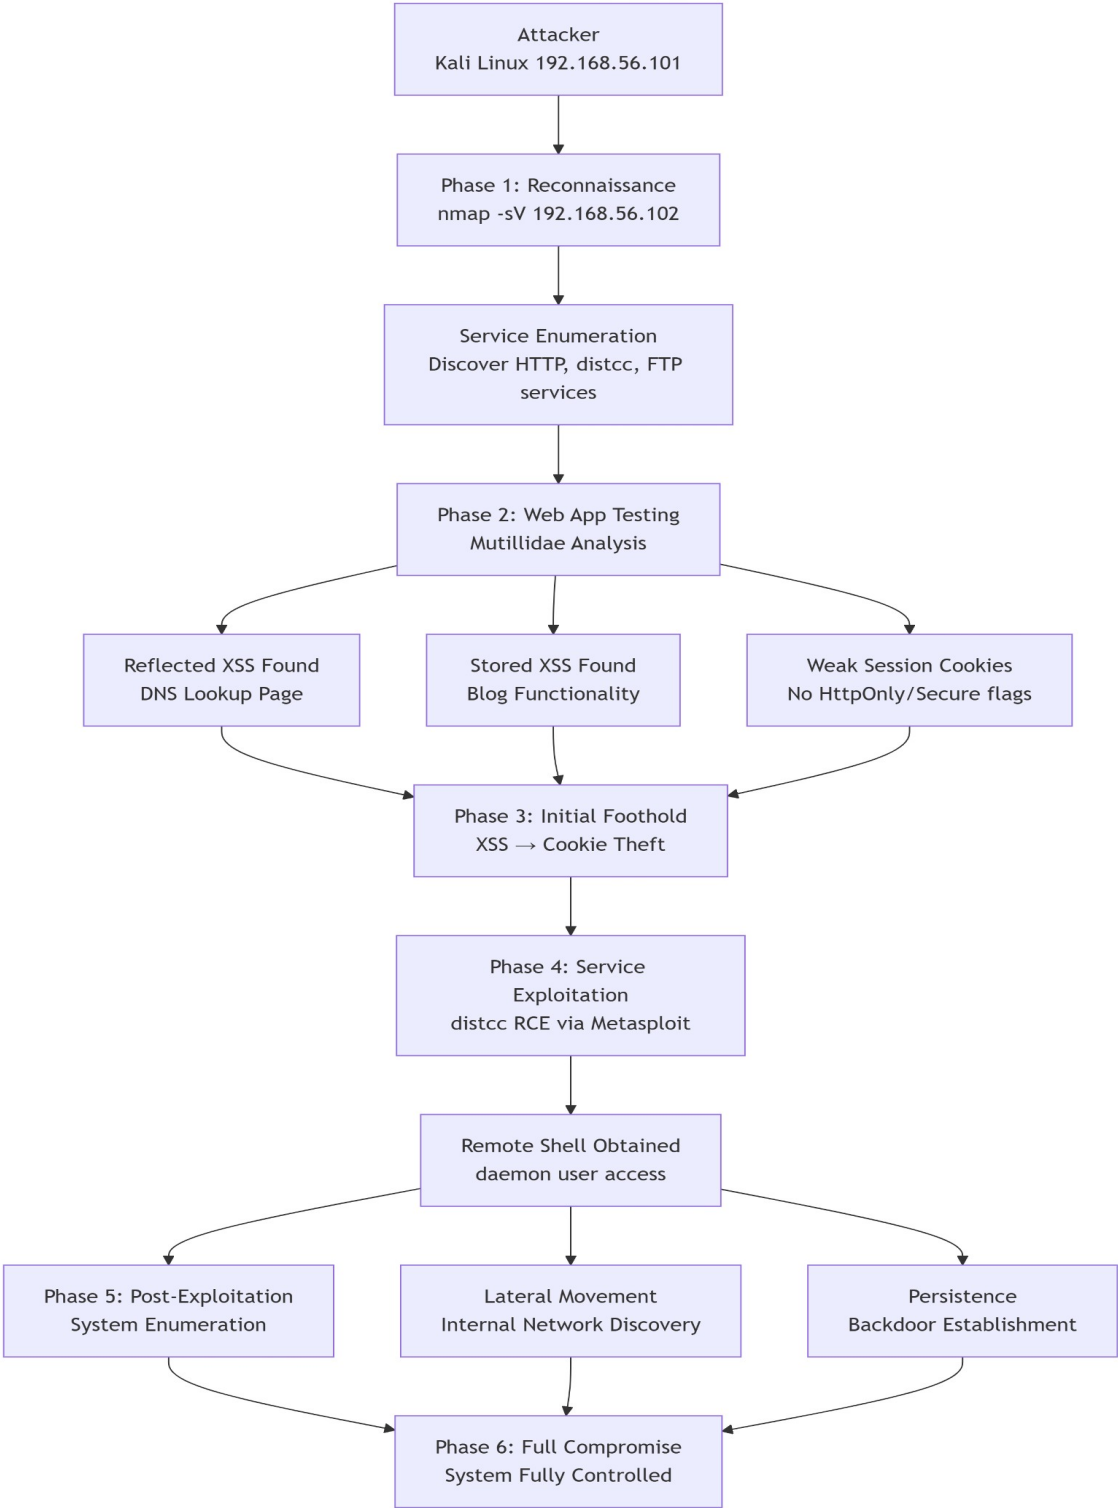 Attacker
Kali Linux 192.168.56.101
Phase 1: Reconnaissance
nmap -sV 192.168.56.102
Service Enumeration
Discover HTTP, distcc, FTP
services
Phase 2: Web App Testing
Mutillidae Analysis
Reflected XSS Found
DNS Lookup Page
Stored XSS Found
Blog Functionality
Weak Session Cookies
No HttpOnly/Secure flags
Phase 3: Initial Foothold
XSS → Cookie Theft
Phase 4: Service
Exploitation
distcc RCE via Metasploit
Remote Shell Obtained
daemon user access
Phase 5: Post-Exploitation
System Enumeration
Lateral Movement
Internal Network Discovery
Persistence
Backdoor Establishment
Phase 6: Full Compromise
System Fully Controlled